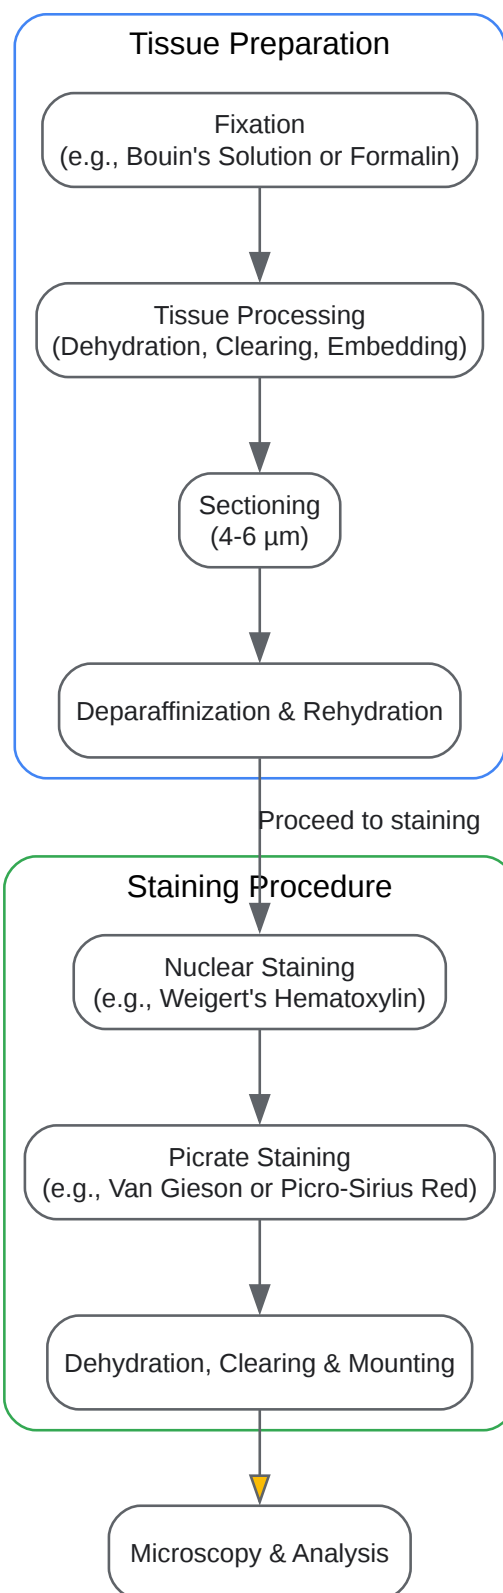 Tissue Preparation
Fixation
(e.g., Bouin's Solution or Formalin)
Tissue Processing
(Dehydration, Clearing, Embedding)
Sectioning
(4-6 µm)
Deparaffinization & Rehydration
Proceed to staining
Staining Procedure
Nuclear Staining
(e.g., Weigert's Hematoxylin)
Picrate Staining
(e.g., Van Gieson or Picro-Sirius Red)
Dehydration, Clearing & Mounting
Microscopy & Analysis